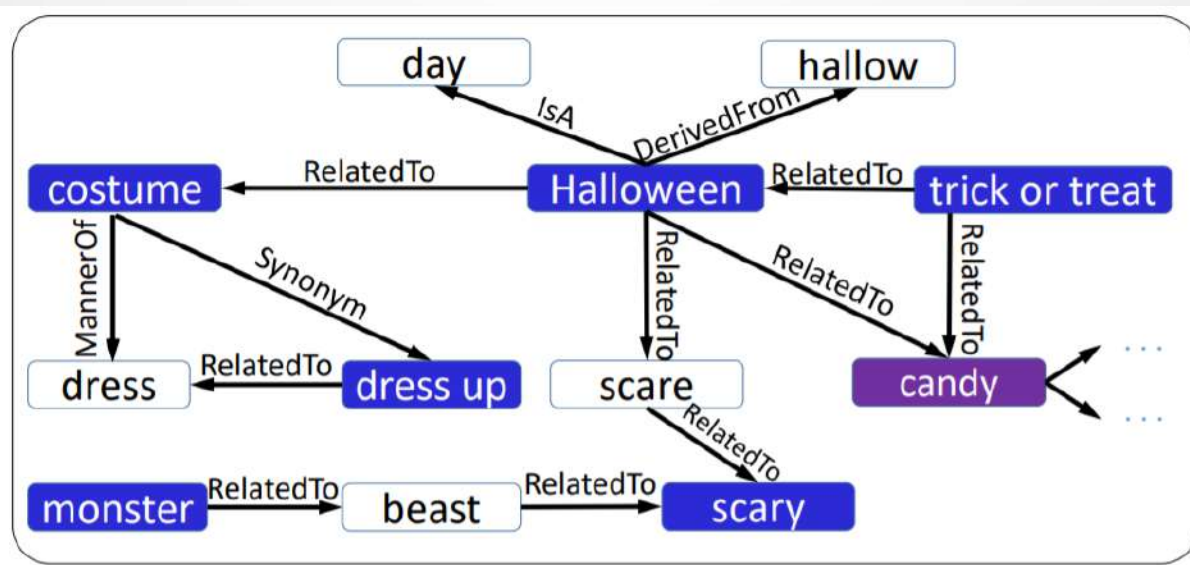 day
hallow
IsA
DerivedFrom
costume
RelatedTo
Halloween
RelatedTo
trick or treat
MannerOf
Synonym
RelatedTo
RelatedTo
RelatedTo
dress
RelatedTo
dress up
scare
candy
...
...
RelatedTo
monster
RelatedTo
beast
RelatedTo
scary